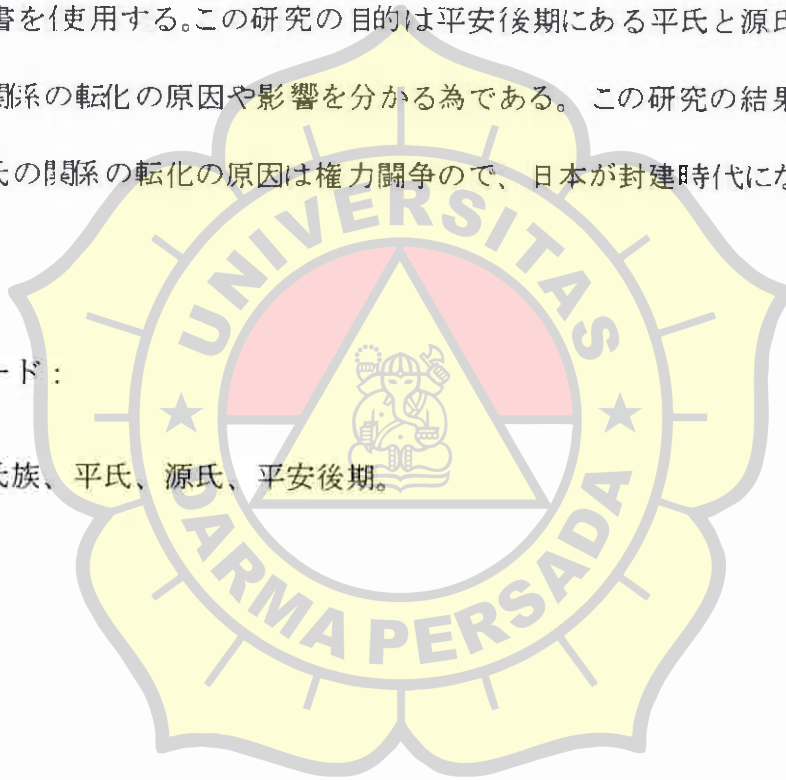 書を使用する。この研究の目的は平安後期にある平氏と源氏
関係の転化の原因や影響を分かる為である。 この研究の結果
氏の関係の転化の原因は権力闘争ので、日本が封建時代にな
UNIVERSITAS
ード：
氏族、平氏、源氏、平安後期。
DARMA PERSADA